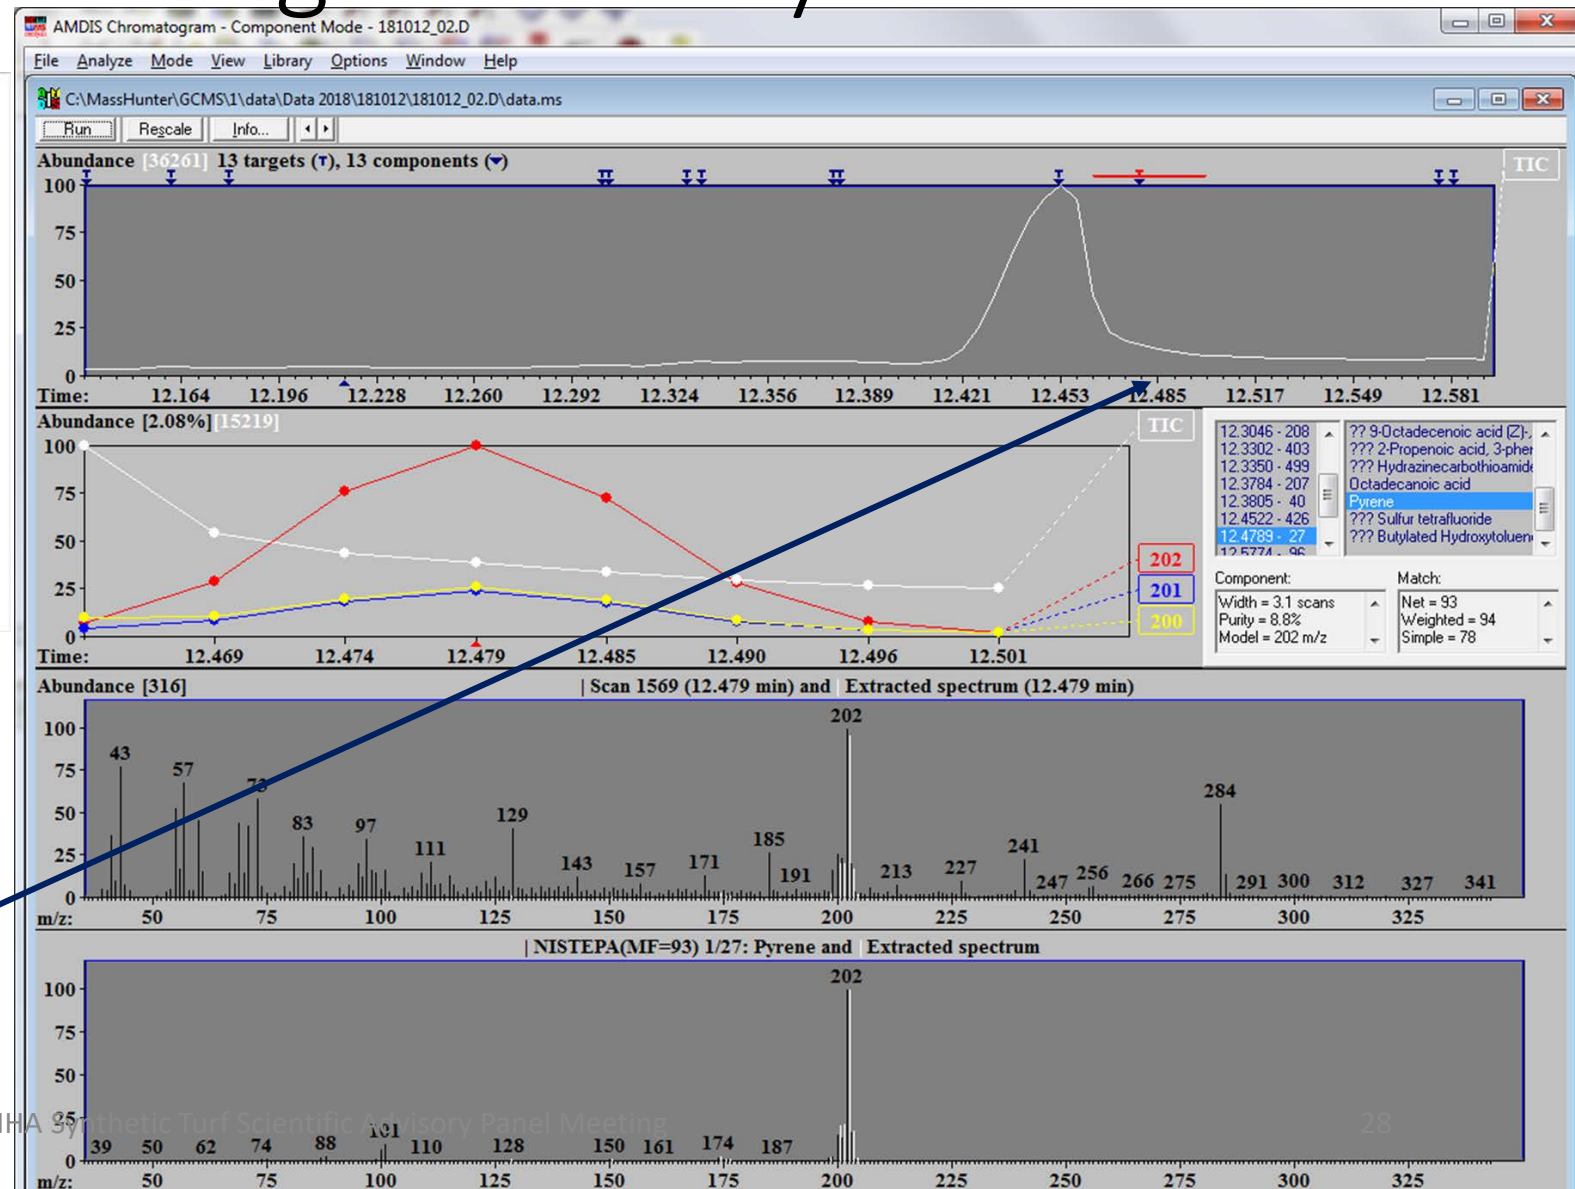 AMDIS Chromatogram - Component Mode - 181012_02.D
File Analyze Mode View Library Options Window Help
C:\MassHunter\GCMS\1\data\Data 2018\181012\181012_02.D\data.ms
Run Rescale Info...
Abundance [36261] 13 targets (T), 13 components
TIC
100
75
50
25
0
Time: 12.164 12.196 12.228 12.260 12.292 12.324 12.356 12.389 12.421 12.453 12.485 12.517 12.549 12.581
Abundance [2.08%][15219]
TIC
100
75
50
25
0
202
201
200
Time: 12.469 12.474 12.479 12.485 12.490 12.496 12.501
12.3046 - 208 ?? 9-Octadecenoic acid (Z)-,
12.3302 - 403 ??? 2-Propenoic acid, 3-phen
12.3350 - 499 ??? Hydrazinecarbothioamide
12.3784 - 207 Octadecanoic acid
12.3805 - 40 Pyrene
12.4522 - 426 ??? Sulfur tetrafluoride
12.4789 - 27 ??? Butylated Hydroxytoluen
12.5774 - 96
Component: Match:
Width = 3.1 scans Net = 93
Purity = 8.8% Weighted = 94
Model = 202 m/z Simple = 78
Abundance [316] | Scan 1569 (12.479 min) and | Extracted spectrum (12.479 min)
100
75
50
25
0
43 57 73 83 97 111 129 143 157 171 185 191 202 213 227 241 247 256 266 275 284 291 300 312 327 341
m/z: 50 75 100 125 150 175 200 225 250 275 300 325
| NISTEPA(MF=93) 1/27: Pyrene and | Extracted spectrum
100
75
50
25
0
39 50 62 74 88 101 110 128 150 161 174 187 202
m/z: 50 75 100 125 150 175 200 225 250 275 300 325
HA Synthetic Turf Scientific Advisory Panel Meeting 28